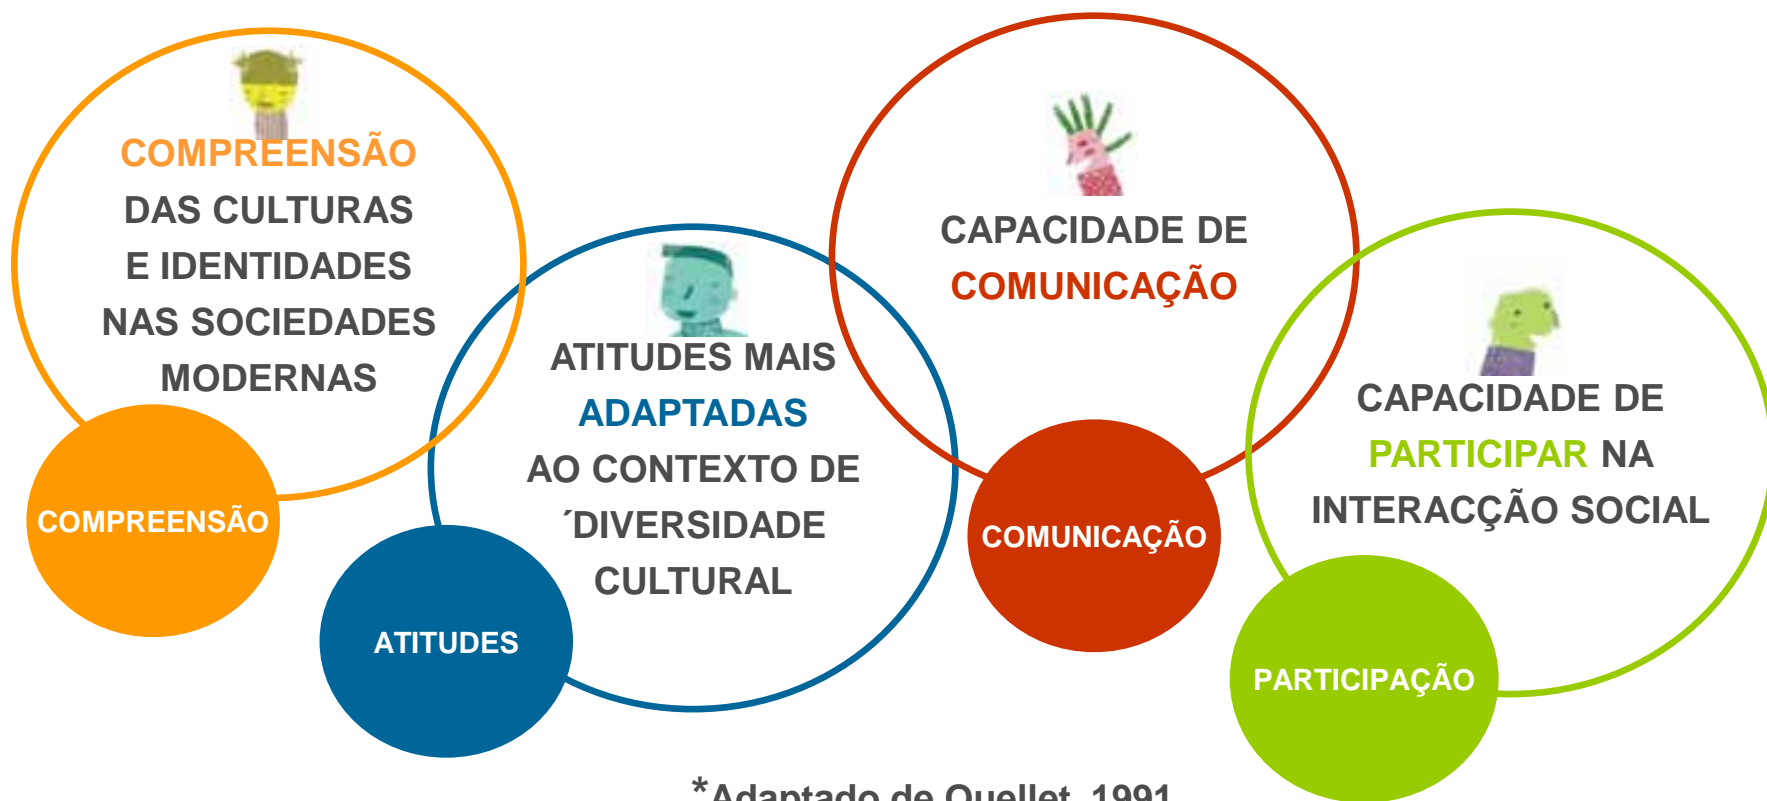 COMPREENSÃO
DAS CULTURAS
E IDENTIDADES
NAS SOCIEDADES
MODERNAS
COMPREENSÃO
ATITUDES MAIS
ADAPTADAS
AO CONTEXTO DE
´DIVERSIDADE
CULTURAL
ATITUDES
CAPACIDADE DE
COMUNICAÇÃO
COMUNICAÇÃO
CAPACIDADE DE
PARTICIPAR NA
INTERACÇÃO SOCIAL
PARTICIPAÇÃO
*Adaptado de Ouellet, 1991